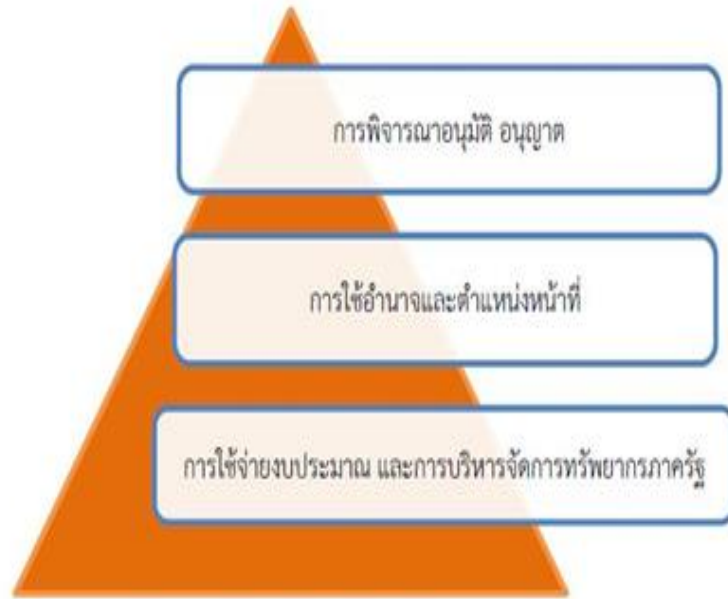 การพิจารณาอนุมัติ อนุญาต
การใช้อำนาจและตำแหน่งหน้าที่
การใช้จ่ายงบประมาณ และการบริหารจัดการทรัพยากรภาครัฐ